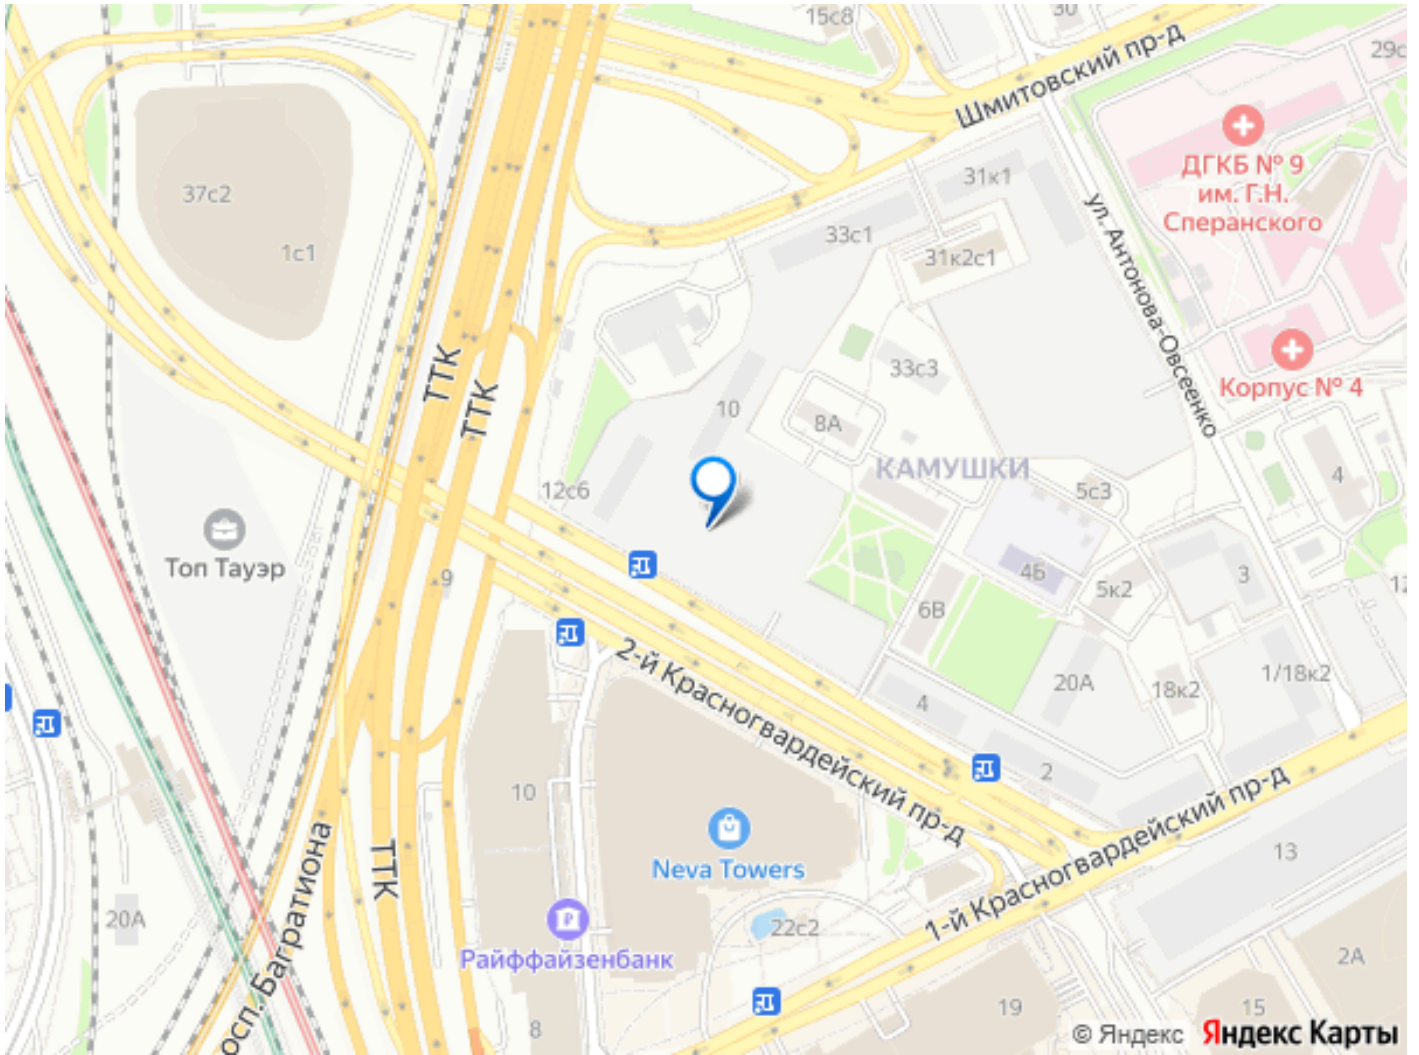 15с8
30
29с
Шмитовский пр-д
ДГКБ № 9
им. Г.Н.
Сперанского
31к1
37с2
33с1
1с1
31к2с1
ул. Антонова-Овсеенко
ТТК
ТТК
33с3
Корпус № 4
10
8А
КАМУШКИ
4
12с6
5с3
Топ Тауэр
9
4Б
5к2
3
12
6В
2-й Красногвардейский пр-д
20А
18к2
1/18к2
4
2
10
1-й Красногвардейский пр-д
Neva Towers
13
ТТК
20А
22с2
Райффайзенбанк
2А
осп. Багратиона
8
19
15
© Яндекс Яндекс Карты